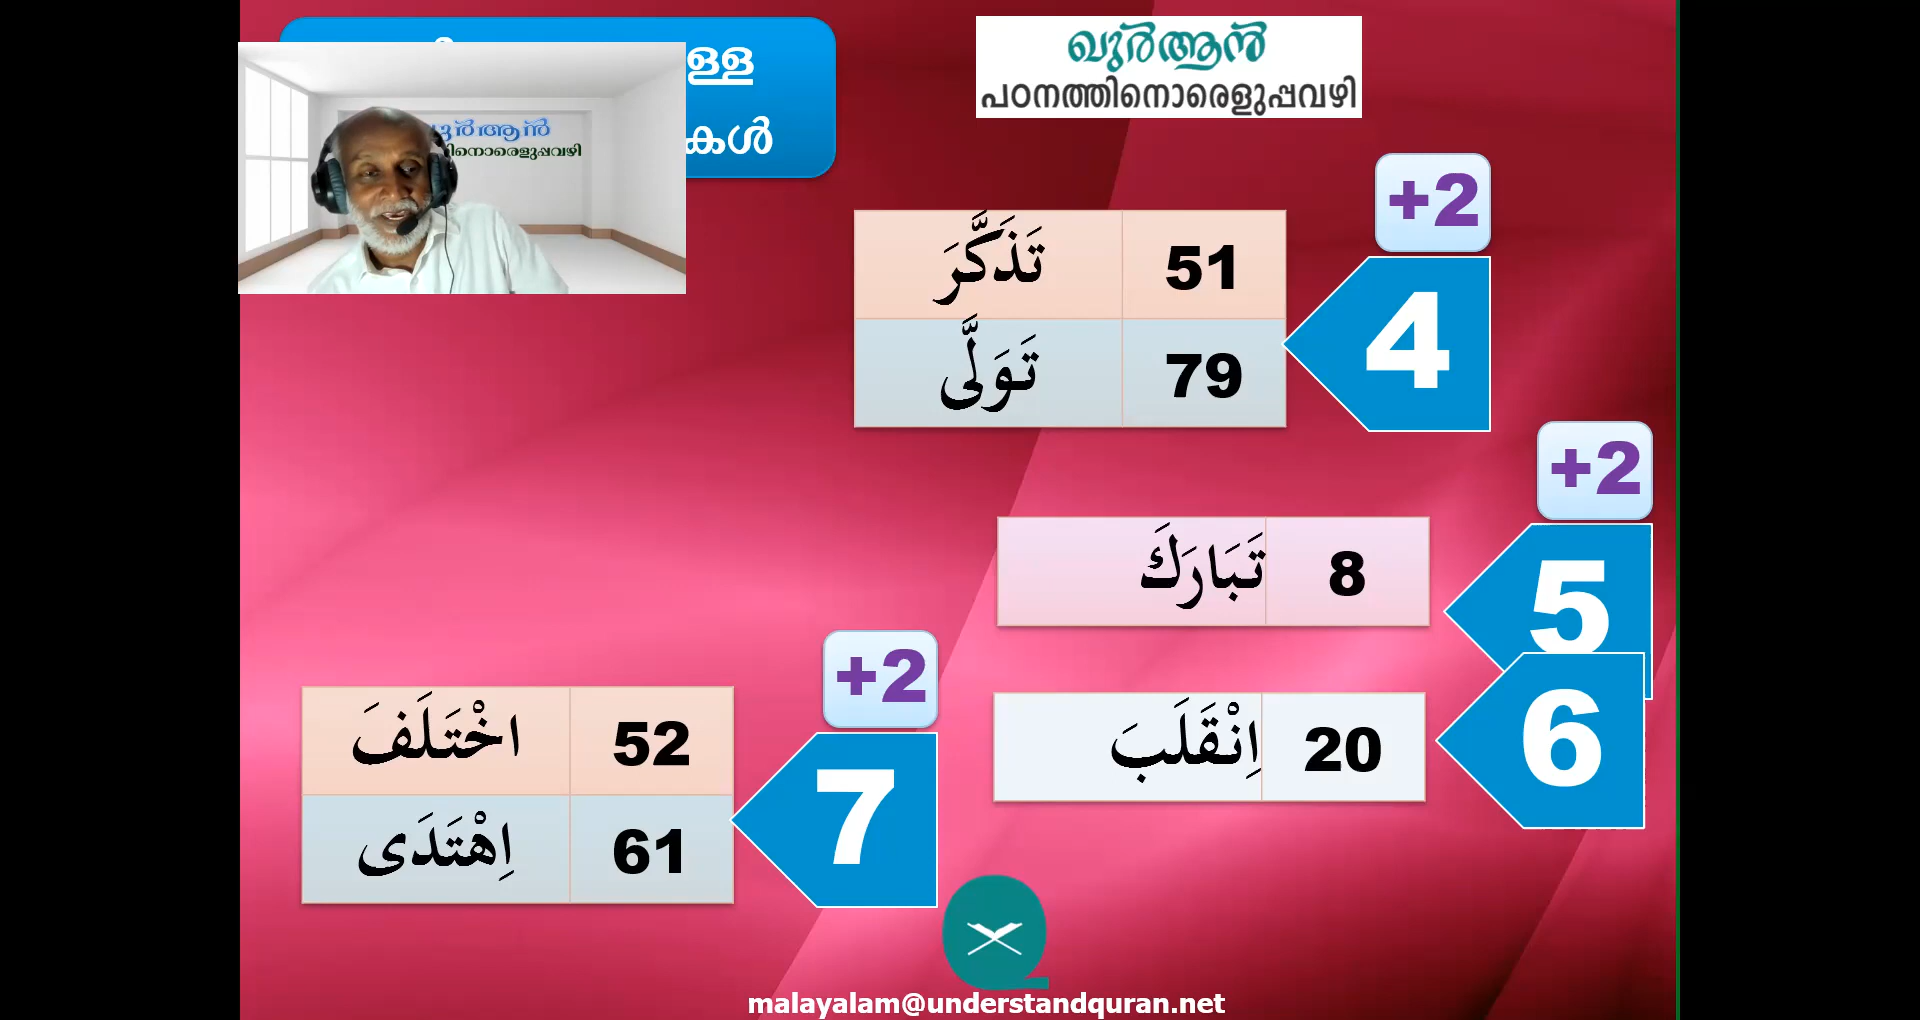 ള്ള
കൾ
ഖുർആൻ
പഠനത്തിനൊരെളുപ്പവഴി
+2
تَذَكَّرَ 51
تَوَلَّى 79
4
+2
تَبَارَكَ 8
5
اِنْقَلَبَ 20
6
+2
اخْتَلَفَ 52
اِهْتَدَى 61
7
malayalam@understandquran.net